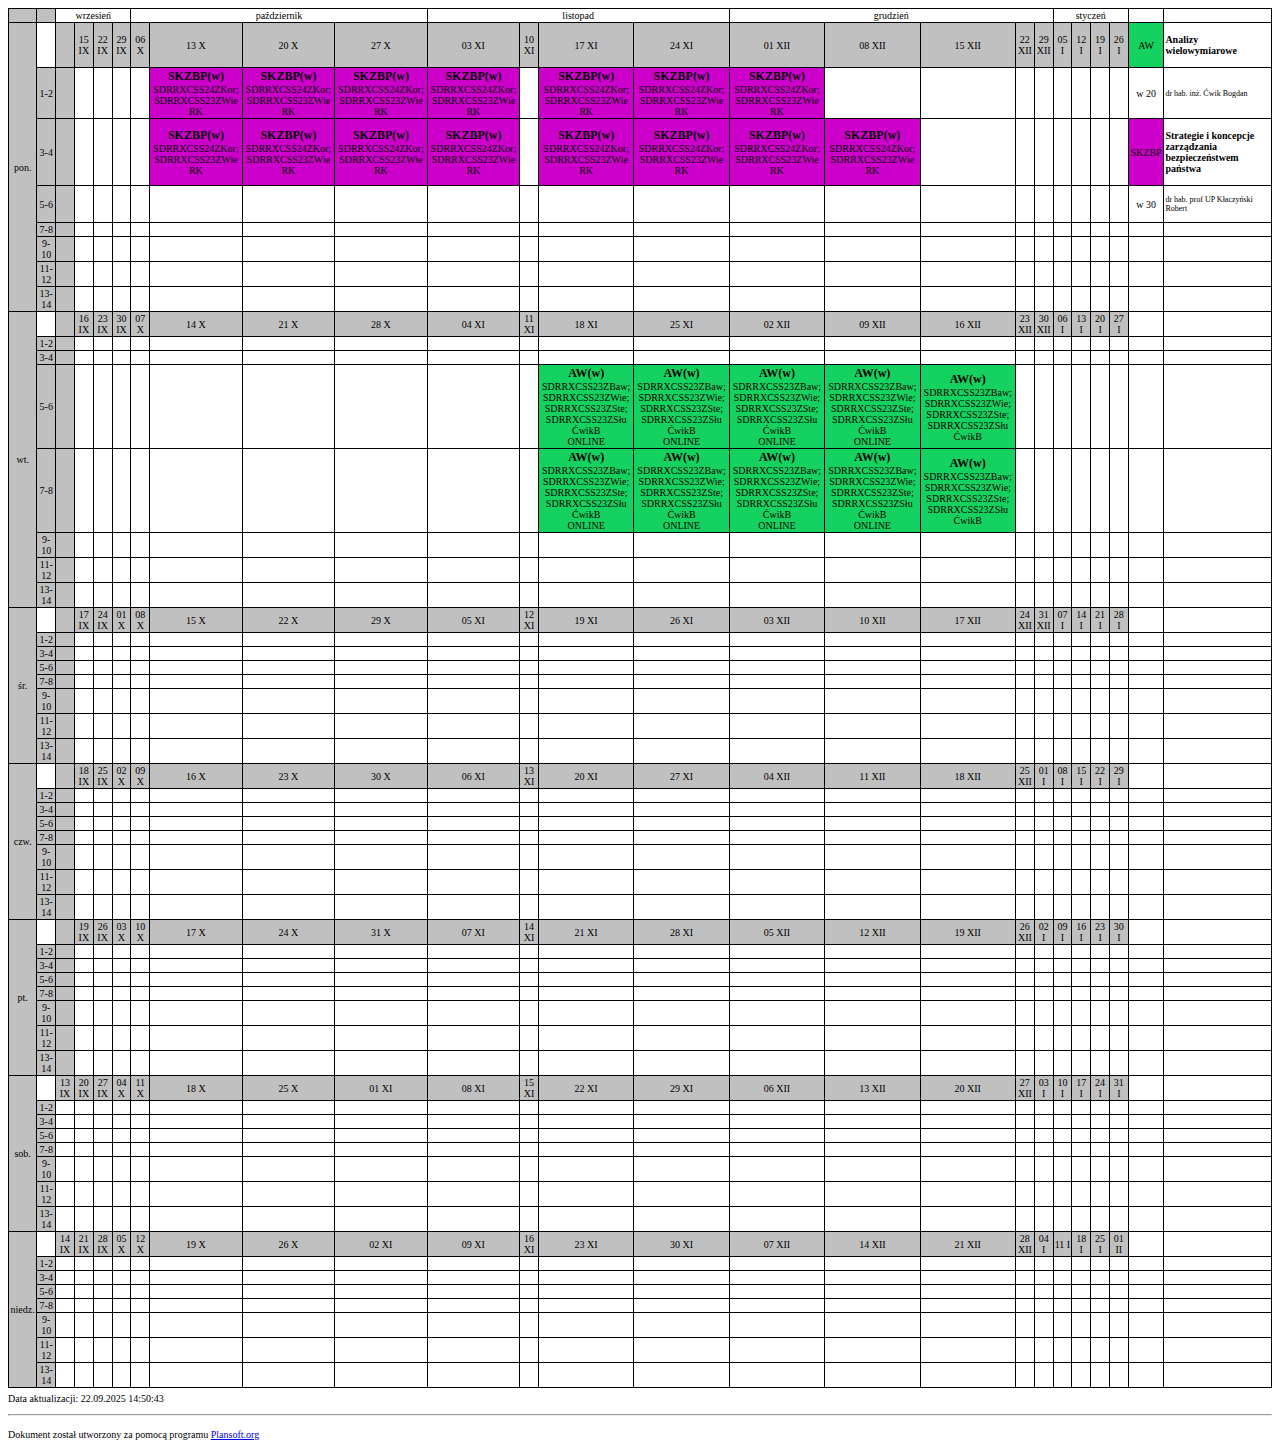 wrzesień październik listopad grudzień styczeń
pon. 15 IX 22 IX 29 IX 06 X 13 X 20 X 27 X 03 XI 10 XI 17 XI 24 XI 01 XII 08 XII 15 XII 22 XII 29 XII 05 I 12 I 19 I 26 I AW Analizy wielowymiarowe
1-2 SKZBP(w) SKZBP(w) SKZBP(w) SKZBP(w) SKZBP(w) SKZBP(w) SKZBP(w) w 20 dr hab. inż. Ćwik Bogdan
SDRRXCSS24ZKor; SDRRXCSS24ZKor; SDRRXCSS24ZKor; SDRRXCSS24ZKor; SDRRXCSS24ZKor; SDRRXCSS24ZKor; SDRRXCSS24ZKor;
SDRRXCSS23ZWie SDRRXCSS23ZWie SDRRXCSS23ZWie SDRRXCSS23ZWie SDRRXCSS23ZWie SDRRXCSS23ZWie SDRRXCSS23ZWie
RK RK RK RK RK RK RK
3-4 SKZBP(w) SKZBP(w) SKZBP(w) SKZBP(w) SKZBP(w) SKZBP(w) SKZBP(w) SKZBP(w) SKZBP Strategie i koncepcje zarządzania bezpieczeństwem państwa
SDRRXCSS24ZKor; SDRRXCSS24ZKor; SDRRXCSS24ZKor; SDRRXCSS24ZKor; SDRRXCSS24ZKor; SDRRXCSS24ZKor; SDRRXCSS24ZKor; SDRRXCSS24ZKor;
SDRRXCSS23ZWie SDRRXCSS23ZWie SDRRXCSS23ZWie SDRRXCSS23ZWie SDRRXCSS23ZWie SDRRXCSS23ZWie SDRRXCSS23ZWie SDRRXCSS23ZWie
RK RK RK RK RK RK RK RK
5-6 w 30 dr hab. prof UP Kłaczyński Robert
7-8
9-10
11-12
13-14
wt. 16 IX 23 IX 30 IX 07 X 14 X 21 X 28 X 04 XI 11 XI 18 XI 25 XI 02 XII 09 XII 16 XII 23 XII 30 XII 06 I 13 I 20 I 27 I
1-2
3-4
5-6 AW(w) AW(w) AW(w) AW(w) AW(w)
SDRRXCSS23ZBaw; SDRRXCSS23ZBaw; SDRRXCSS23ZBaw; SDRRXCSS23ZBaw; SDRRXCSS23ZBaw;
SDRRXCSS23ZWie; SDRRXCSS23ZWie; SDRRXCSS23ZWie; SDRRXCSS23ZWie; SDRRXCSS23ZWie;
SDRRXCSS23ZSte; SDRRXCSS23ZSte; SDRRXCSS23ZSte; SDRRXCSS23ZSte; SDRRXCSS23ZSte;
SDRRXCSS23ZSłu SDRRXCSS23ZSłu SDRRXCSS23ZSłu SDRRXCSS23ZSłu SDRRXCSS23ZSłu
ĆwikB ĆwikB ĆwikB ĆwikB ĆwikB
ONLINE ONLINE ONLINE ONLINE
7-8 AW(w) AW(w) AW(w) AW(w) AW(w)
SDRRXCSS23ZBaw; SDRRXCSS23ZBaw; SDRRXCSS23ZBaw; SDRRXCSS23ZBaw; SDRRXCSS23ZBaw;
SDRRXCSS23ZWie; SDRRXCSS23ZWie; SDRRXCSS23ZWie; SDRRXCSS23ZWie; SDRRXCSS23ZWie;
SDRRXCSS23ZSte; SDRRXCSS23ZSte; SDRRXCSS23ZSte; SDRRXCSS23ZSte; SDRRXCSS23ZSte;
SDRRXCSS23ZSłu SDRRXCSS23ZSłu SDRRXCSS23ZSłu SDRRXCSS23ZSłu SDRRXCSS23ZSłu
ĆwikB ĆwikB ĆwikB ĆwikB ĆwikB
ONLINE ONLINE ONLINE ONLINE
9-10
11-12
13-14
śr. 17 IX 24 IX 01 X 08 X 15 X 22 X 29 X 05 XI 12 XI 19 XI 26 XI 03 XII 10 XII 17 XII 24 XII 31 XII 07 I 14 I 21 I 28 I
1-2
3-4
5-6
7-8
9-10
11-12
13-14
czw. 18 IX 25 IX 02 X 09 X 16 X 23 X 30 X 06 XI 13 XI 20 XI 27 XI 04 XII 11 XII 18 XII 25 XII 01 I 08 I 15 I 22 I 29 I
1-2
3-4
5-6
7-8
9-10
11-12
13-14
pt. 19 IX 26 IX 03 X 10 X 17 X 24 X 31 X 07 XI 14 XI 21 XI 28 XI 05 XII 12 XII 19 XII 26 XII 02 I 09 I 16 I 23 I 30 I
1-2
3-4
5-6
7-8
9-10
11-12
13-14
sob. 13 IX 20 IX 27 IX 04 X 11 X 18 X 25 X 01 XI 08 XI 15 XI 22 XI 29 XI 06 XII 13 XII 20 XII 27 XII 03 I 10 I 17 I 24 I 31 I
1-2
3-4
5-6
7-8
9-10
11-12
13-14
niedz. 14 IX 21 IX 28 IX 05 X 12 X 19 X 26 X 02 XI 09 XI 16 XI 23 XI 30 XI 07 XII 14 XII 21 XII 28 XII 04 I 11 I 18 I 25 I 01 II
1-2
3-4
5-6
7-8
9-10
11-12
13-14
Data aktualizacji: 22.09.2025 14:50:43
Dokument został utworzony za pomocą programu Plansoft.org